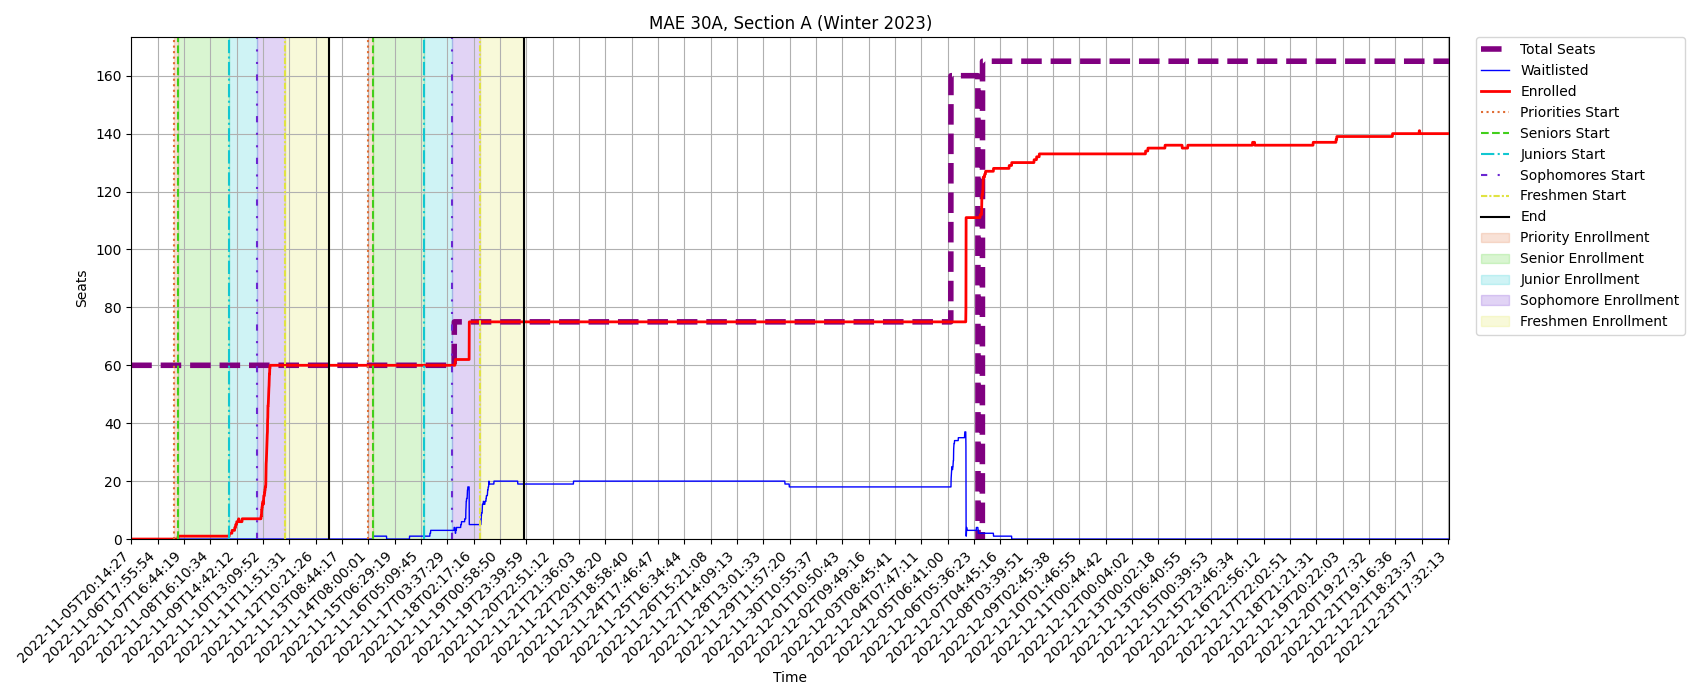 MAE 30A, Section A (Winter 2023)
Seats
160
140
120
100
80
60
40
20
0
2022-11-05T20:14:27
2022-11-06T17:55:54
2022-11-07T16:44:19
2022-11-08T16:10:34
2022-11-09T14:42:12
2022-11-10T13:09:52
2022-11-11T11:51:31
2022-11-12T10:21:26
2022-11-13T08:44:17
2022-11-14T08:00:01
2022-11-15T06:29:19
2022-11-16T05:09:45
2022-11-17T03:37:29
2022-11-18T02:17:16
2022-11-19T00:58:50
2022-11-19T23:39:59
2022-11-20T22:51:12
2022-11-21T21:36:03
2022-11-22T20:18:20
2022-11-23T18:58:40
2022-11-24T17:46:47
2022-11-25T16:34:44
2022-11-26T15:21:08
2022-11-27T14:09:13
2022-11-28T13:01:33
2022-11-29T11:57:20
2022-11-30T10:55:37
2022-12-01T10:50:43
2022-12-02T09:49:16
2022-12-03T08:45:41
2022-12-04T07:47:11
2022-12-05T06:41:00
2022-12-06T05:36:23
2022-12-07T04:45:16
2022-12-08T03:39:51
2022-12-09T02:45:38
2022-12-10T01:46:55
2022-12-11T00:44:42
2022-12-12T00:04:02
2022-12-13T00:02:18
2022-12-13T06:40:55
2022-12-15T00:39:53
2022-12-15T23:46:34
2022-12-16T22:56:12
2022-12-17T22:02:51
2022-12-18T21:21:31
2022-12-19T20:22:03
2022-12-20T19:27:32
2022-12-21T19:16:36
2022-12-22T18:23:37
2022-12-23T17:32:13
Time
Total Seats
Waitlisted
Enrolled
Priorities Start
Seniors Start
Juniors Start
Sophomores Start
Freshmen Start
End
Priority Enrollment
Senior Enrollment
Junior Enrollment
Sophomore Enrollment
Freshmen Enrollment